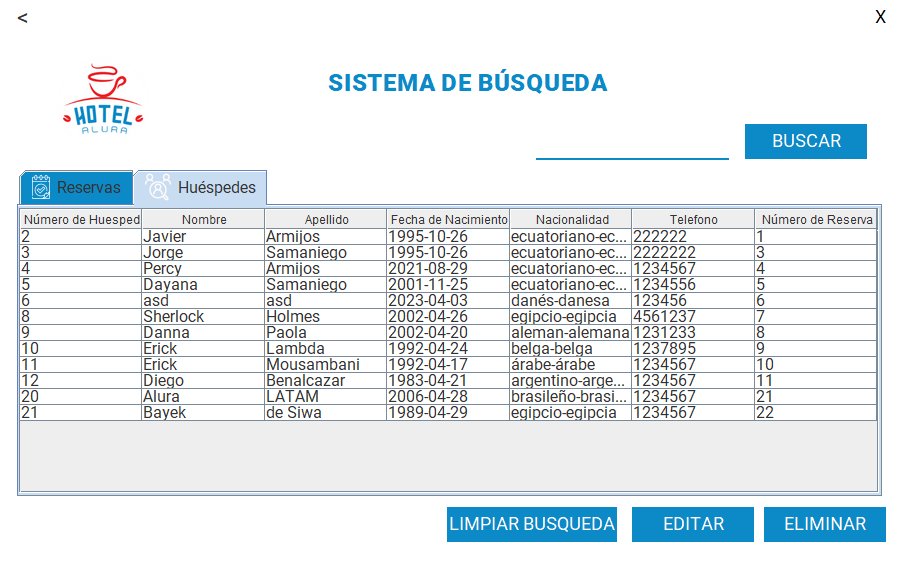 < X
HOTEL
ALURA
SISTEMA DE BÚSQUEDA
BUSCAR
Reservas Huéspedes
Número de Huesped Nombre Apellido Fecha de Nacimiento Nacionalidad Telefono Número de Reserva
2 Javier Armijos 1995-10-26 ecuatoriano-ec... 222222 1
3 Jorge Samaniego 1995-10-26 ecuatoriano-ec... 2222222 3
4 Percy Armijos 2021-08-29 ecuatoriano-ec... 1234567 4
5 Dayana Samaniego 2001-11-25 ecuatoriano-ec... 1234556 5
6 asd asd 2023-04-03 danés-danesa 123456 6
8 Sherlock Holmes 2002-04-26 egipcio-egipcia 4561237 7
9 Danna Paola 2002-04-20 aleman-alemana 1231233 8
10 Erick Lambda 1992-04-24 belga-belga 1237895 9
11 Erick Mousambani 1992-04-17 árabe-árabe 1234567 10
12 Diego Benalcazar 1983-04-21 argentino-arge... 1234567 11
20 Alura LATAM 2006-04-28 brasileño-brasi... 1234567 21
21 Bayek de Siwa 1989-04-29 egipcio-egipcia 1234567 22
LIMPIAR BUSQUEDA EDITAR ELIMINAR